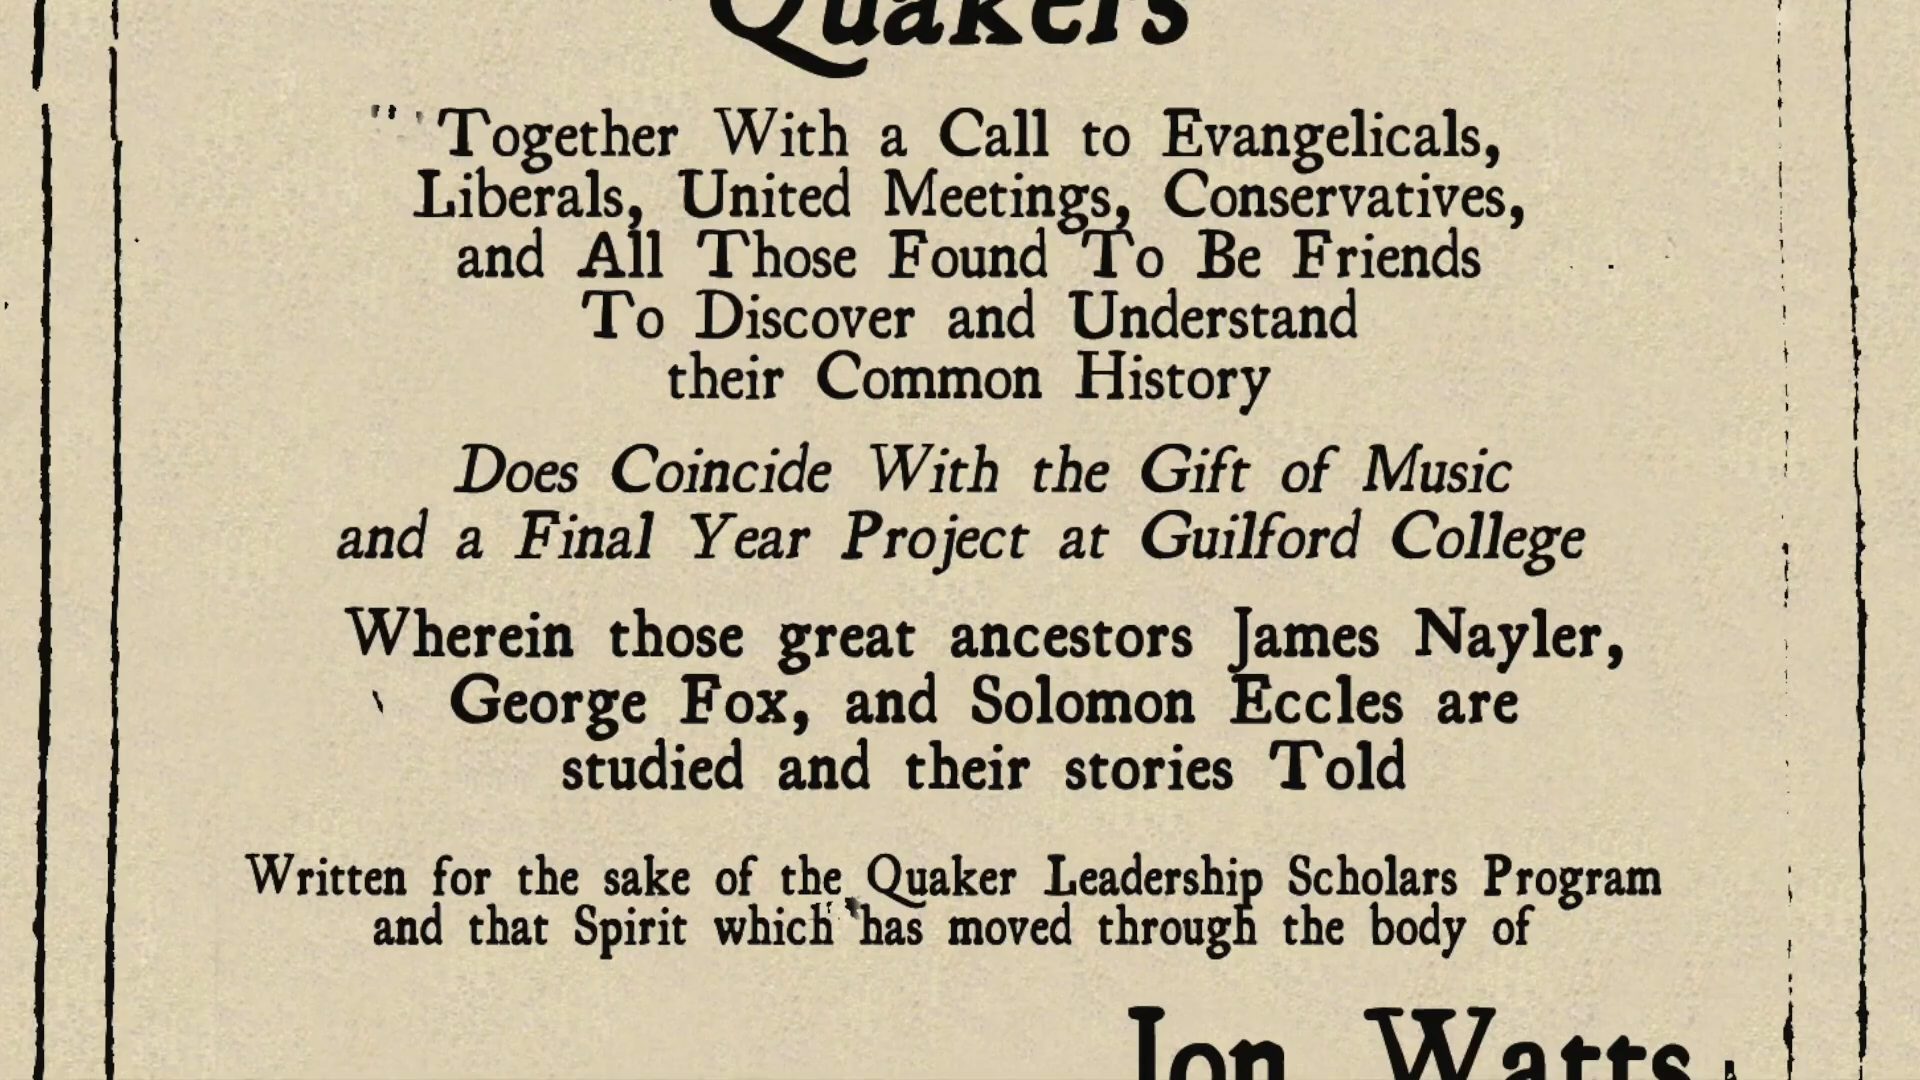 Quakers
Together With a Call to Evangelicals,
Liberals, United Meetings, Conservatives,
and All Those Found To Be Friends
To Discover and Understand
their Common History
Does Coincide With the Gift of Music
and a Final Year Project at Guilford College
Wherein those great ancestors James Nayler,
George Fox, and Solomon Eccles are
studied and their stories Told
Written for the sake of the Quaker Leadership Scholars Program
and that Spirit which has moved through the body of
Jon Watts